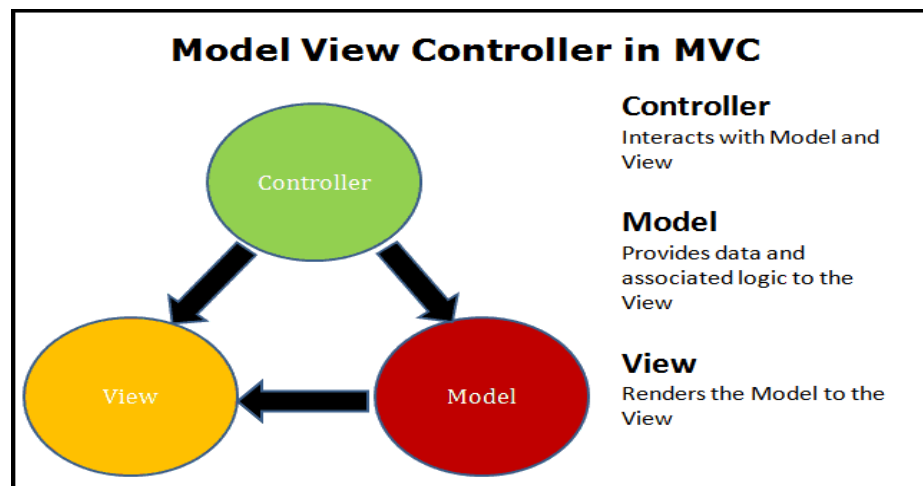 Model View Controller in MVC
Controller
View
Model
Controller
Interacts with Model and
View
Model
Provides data and
associated logic to the
View
View
Renders the Model to the
View